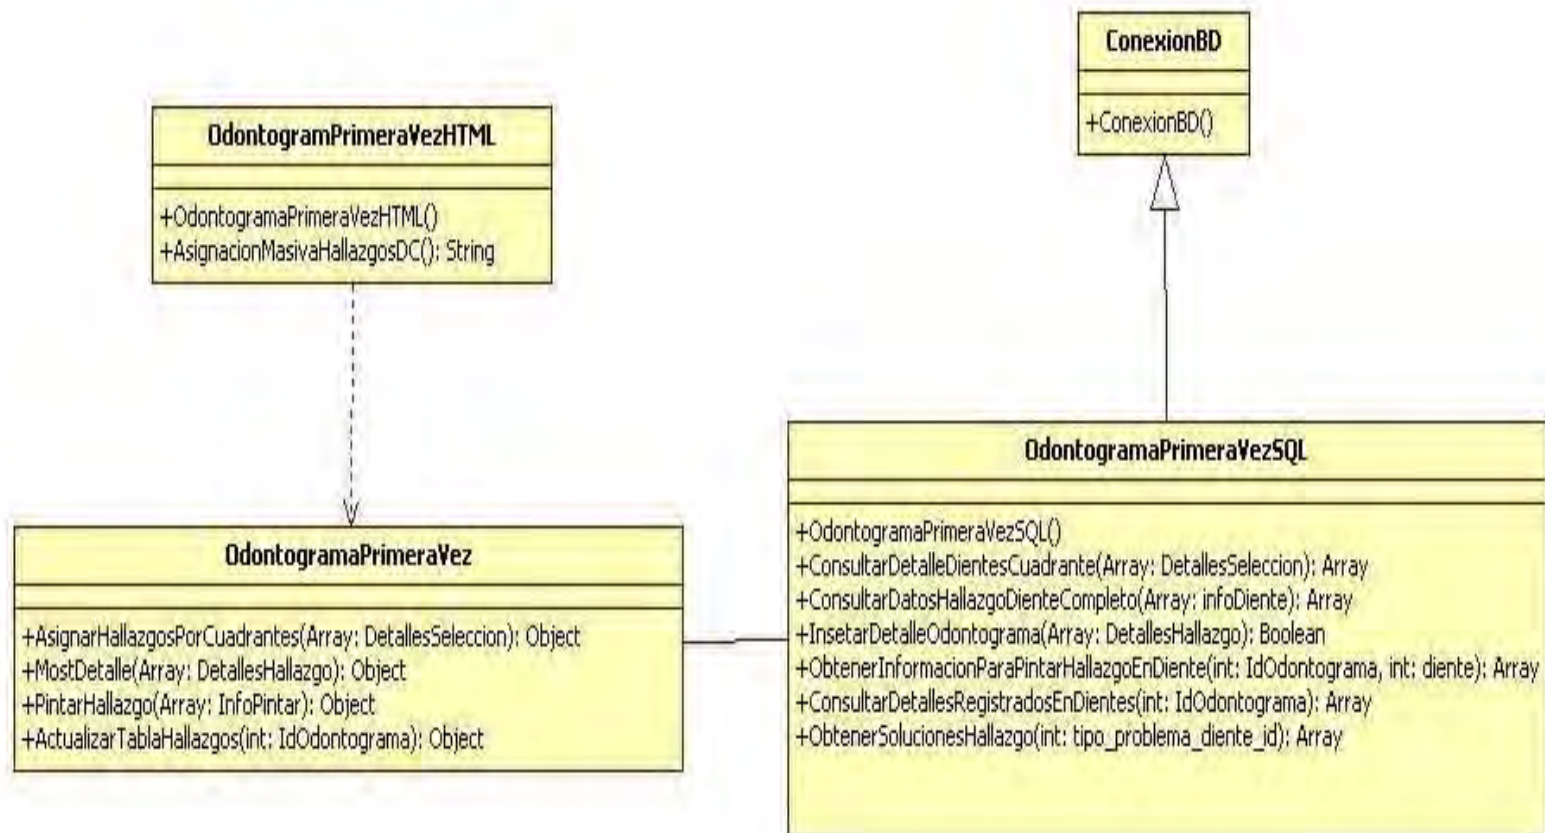 ConexionBD
+ConexionBD()
OdontogramPrimeraVezHTML
+OdontogramaPrimeraVezHTML()
+AsignacionMasivaHallazgosDC(): String
OdontogramaPrimeraVez
+AsignarHallazgosPorCuadrantes(Array: DetallesSeleccion): Object
+MostDetalle(Array: DetallesHallazgo): Object
+PintarHallazgo(Array: InfoPintar): Object
+ActualizarTablaHallazgos(int: IdOdontograma): Object
OdontogramaPrimeraVezSQL
+OdontogramaPrimeraVezSQL()
+ConsultarDetalleDientesCuadrante(Array: DetallesSeleccion): Array
+ConsultarDatosHallazgoDienteCompleto(Array: infoDiente): Array
+InsetarDetalleOdontograma(Array: DetallesHallazgo): Boolean
+ObtenerInformacionParaPintarHallazgoEnDiente(int: IdOdontograma, int: diente): Array
+ConsultarDetallesRegistradosEnDientes(int: IdOdontograma): Array
+ObtenerSolucionesHallazgo(int: tipo_problema_diente_id): Array